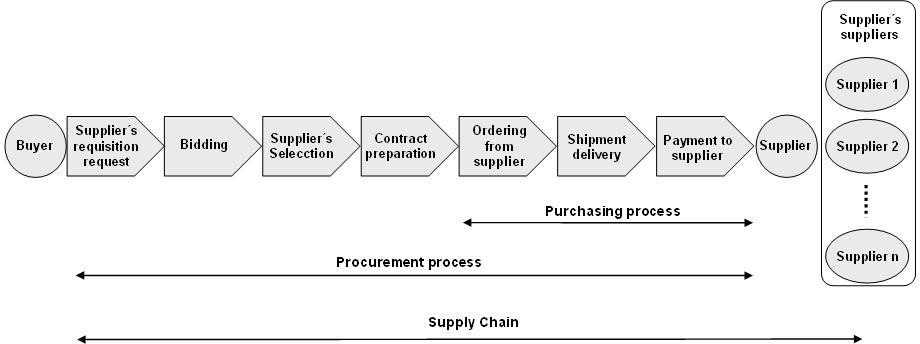 Supplier´s
suppliers
Supplier 1
Buyer
Supplier´s
requisition
request
Bidding
Supplier´s
Selecction
Contract
preparation
Ordering
from
supplier
Shipment
delivery
Payment to
supplier
Supplier
Supplier 2
Supplier n
Purchasing process
Procurement process
Supply Chain